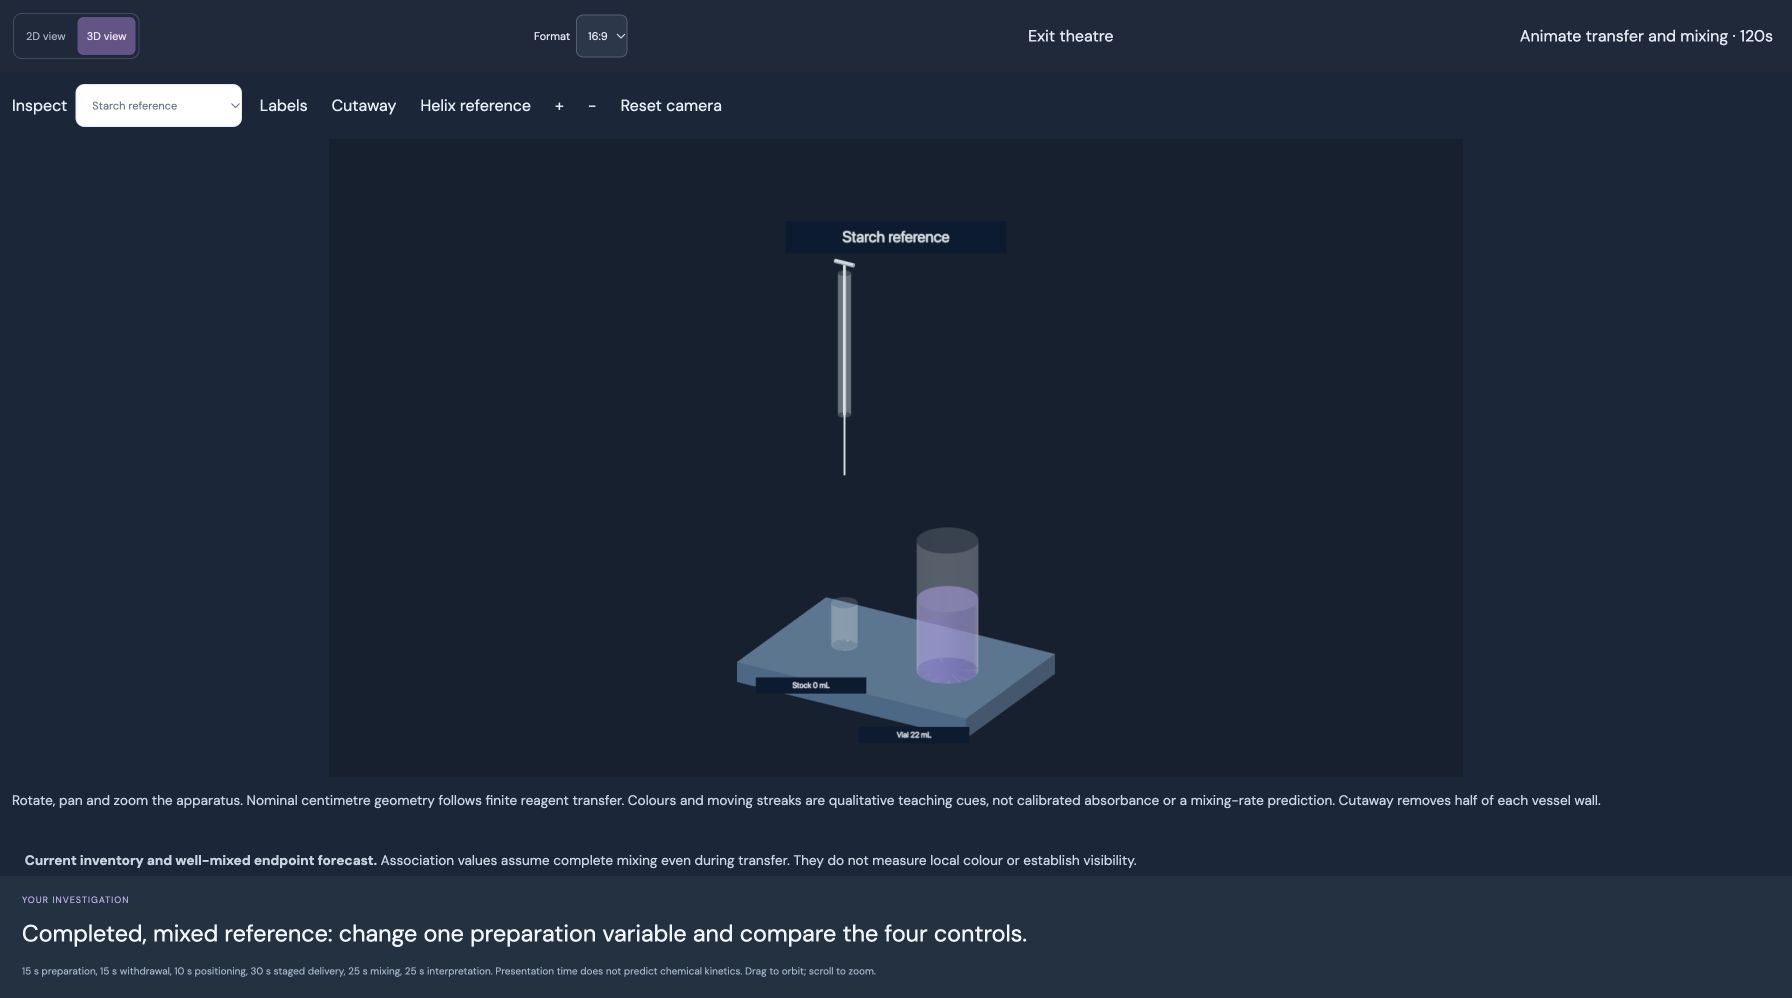 2D view
3D view
Format
16:9
Exit theatre
Animate transfer and mixing · 120s
Inspect
Starch reference
Labels
Cutaway
Helix reference
+
-
Reset camera
Starch reference
Stock 0 mL
Vial 22 mL
Rotate, pan and zoom the apparatus. Nominal centimetre geometry follows finite reagent transfer. Colours and moving streaks are qualitative teaching cues, not calibrated absorbance or a mixing-rate prediction. Cutaway removes half of each vessel wall.
Current inventory and well-mixed endpoint forecast. Association values assume complete mixing even during transfer. They do not measure local colour or establish visibility.
YOUR INVESTIGATION
Completed, mixed reference: change one preparation variable and compare the four controls.
15 s preparation, 15 s withdrawal, 10 s positioning, 30 s staged delivery, 25 s mixing, 25 s interpretation. Presentation time does not predict chemical kinetics. Drag to orbit; scroll to zoom.